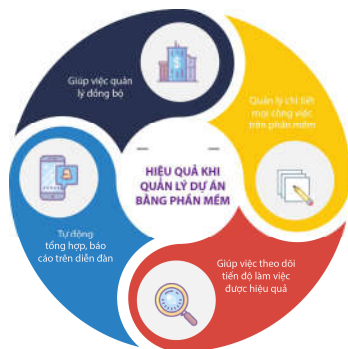 Giúp việc quản
lý đồng bộ
Quản lý chi tiết
mọi công việc
trên phần mềm
HIỆU QUẢ KHI
QUẢN LÝ DỰ ÁN
BẰNG PHẦN MỀM
Tự động
tổng hợp, báo
cáo trên diễn đàn
Giúp việc theo dõi
tiến độ làm việc
được hiệu quả